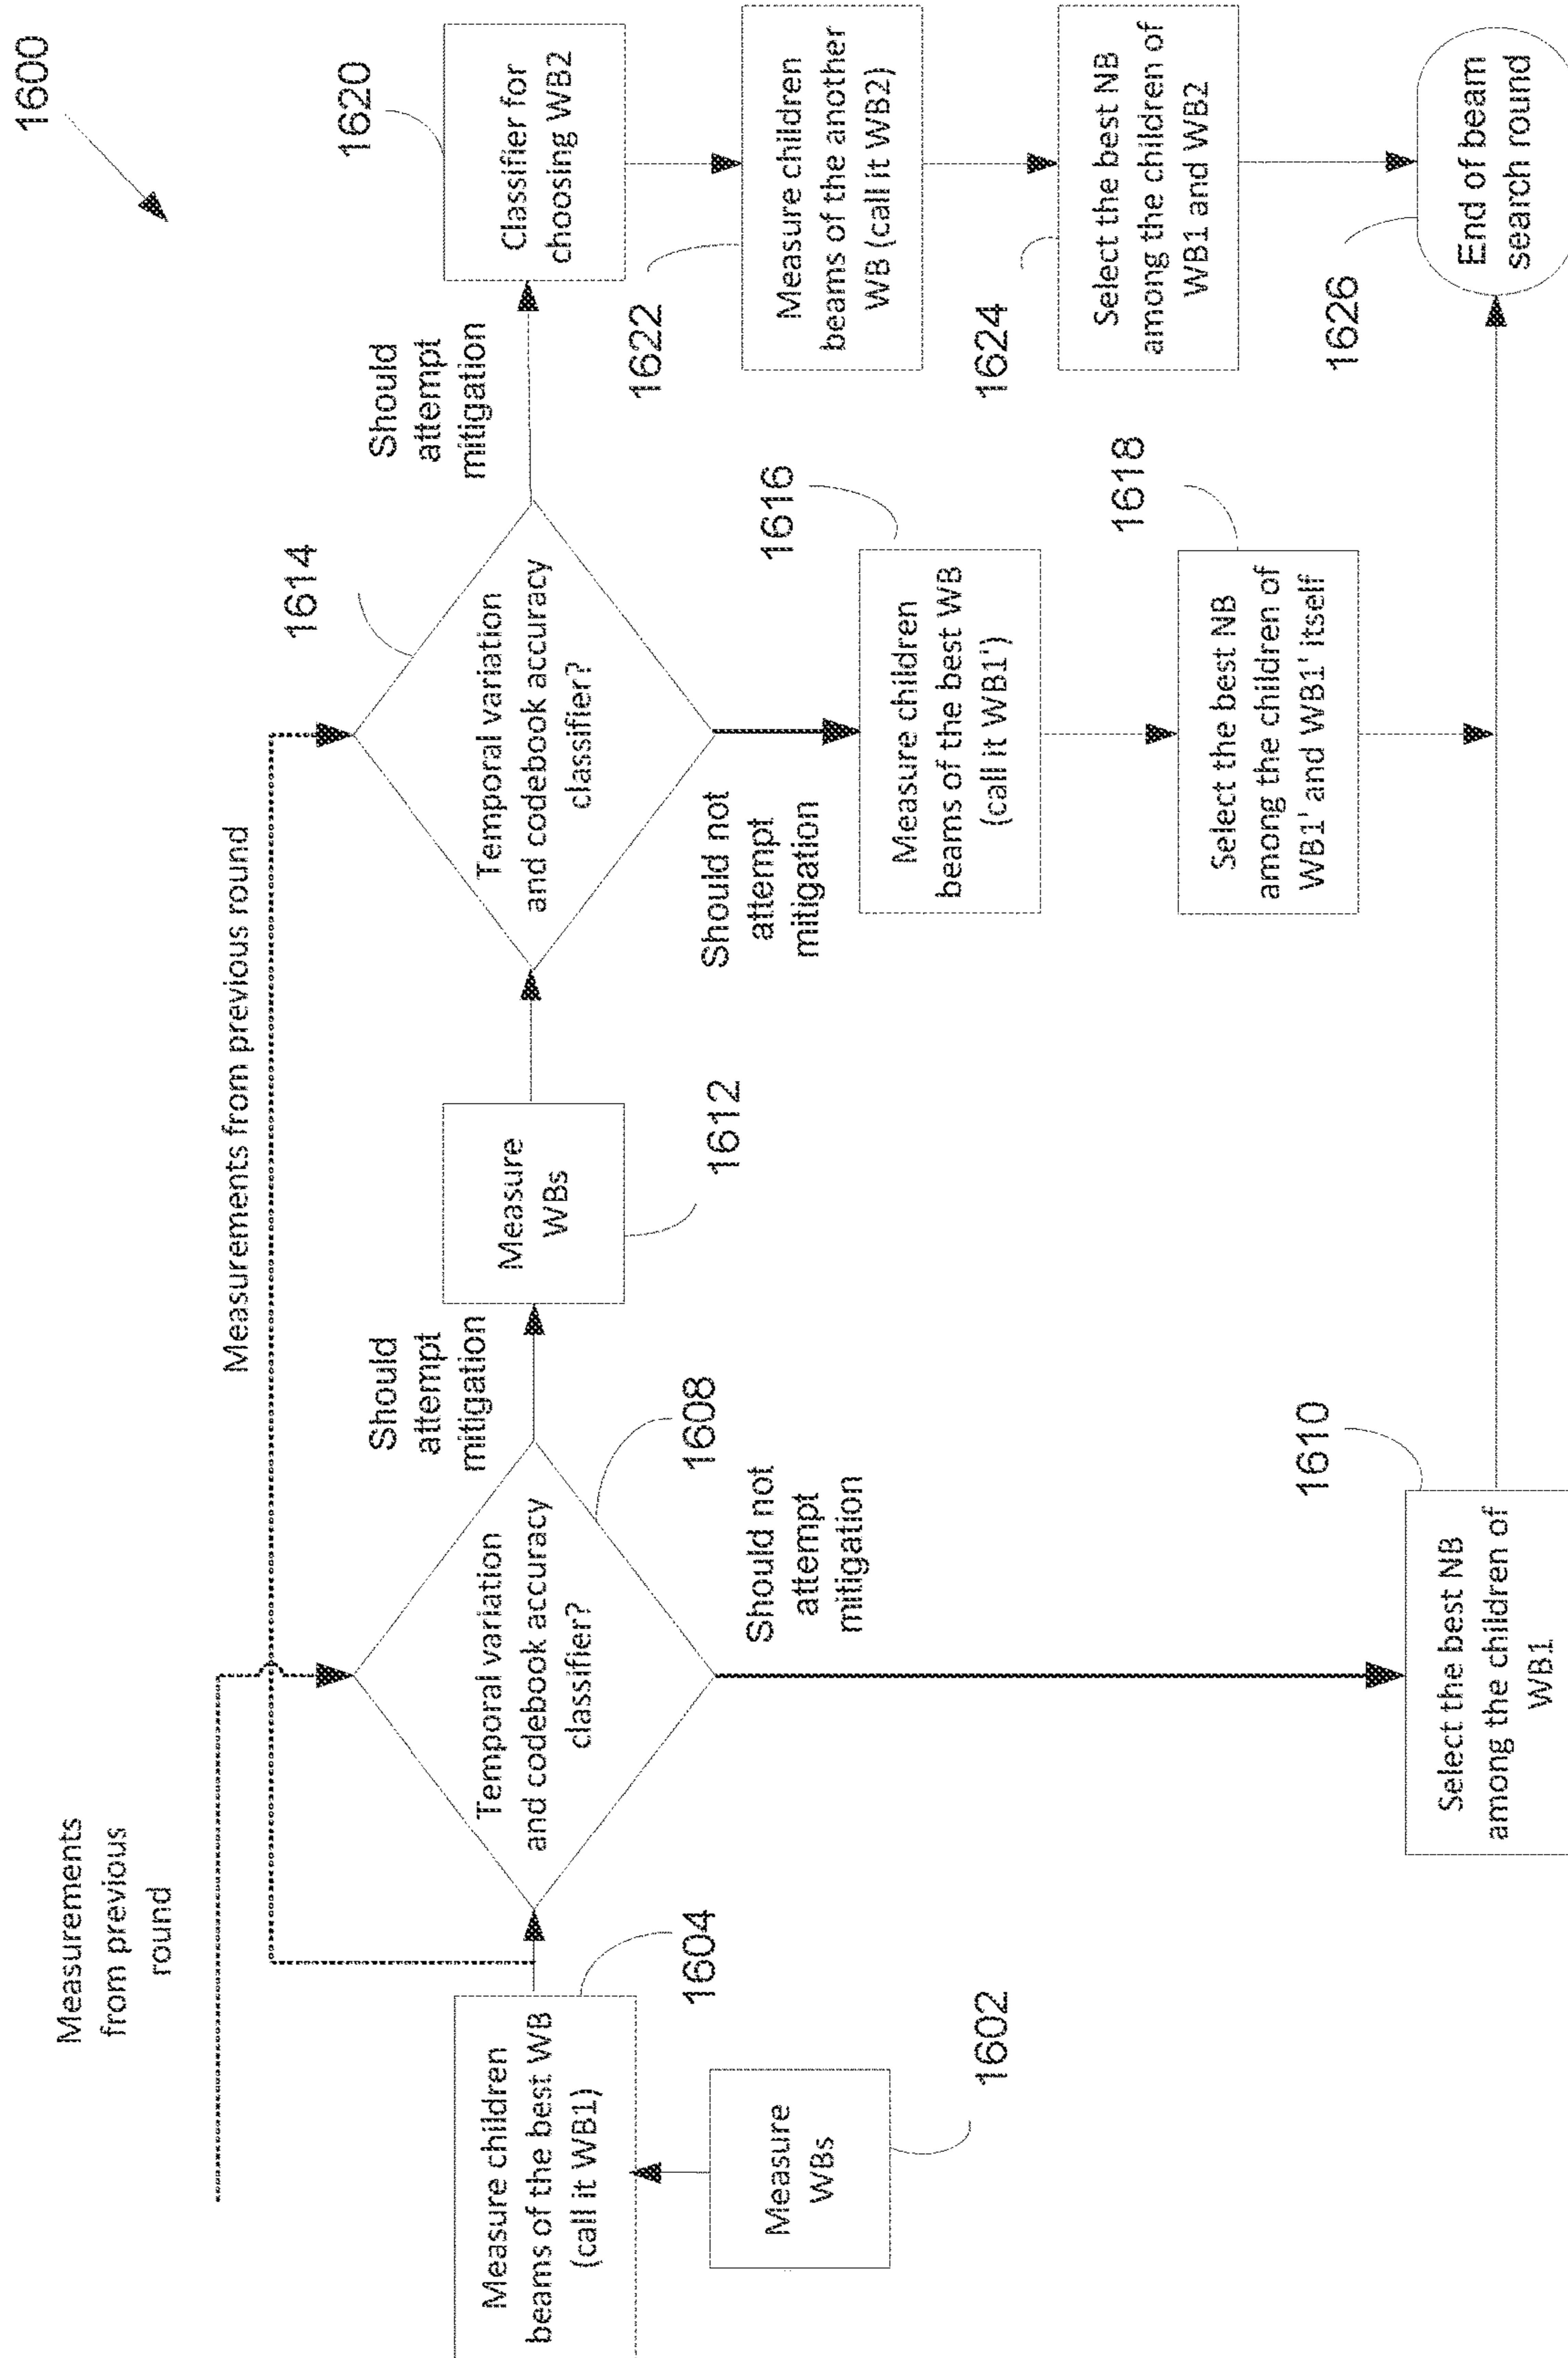 1600
Measurements
from previous
round
Measurements from previous round
Measure children
beams of the best WB
(call it WB1)
1604
Measure
WBs
1602
Temporal variation
and codebook accuracy
classifier?
1608
Should
attempt
mitigation
Should not
attempt
mitigation
Select the best NB
among the children of
WB1
1610
Measure
WBs
1612
Temporal variation
and codebook accuracy
classifier?
1614
Should not
attempt
mitigation
Measure children
beams of the best WB
(call it WB1')
1616
Select the NB
among the children of
WB1' and WB1' itself
1618
Should
attempt
mitigation
Classifier for
choosing WB2
1620
Measure children
beams of the another
WB (call it WB2)
1622
Select the best NB
among the children of
WB1 and WB2
1624
End of beam
search round
1626